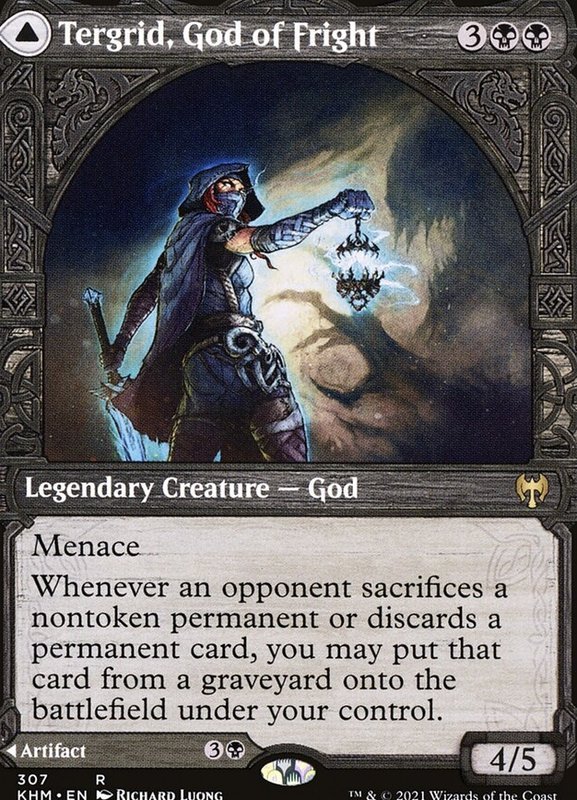 Tergrid, God of Fright 3
Legendary Creature — God
Menace
Whenever an opponent sacrifices a
nontoken permanent or discards a
permanent card, you may put that
card from a graveyard onto the
battlefield under your control.
Artifact 3
4/5
307 R
KHM • EN Richard Luong
™ & © 2021 Wizards of the Coast